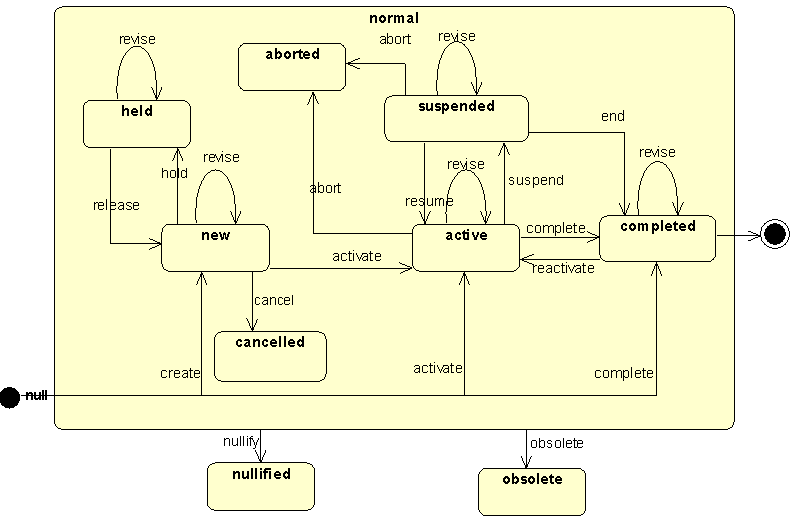 normal
revise
abort
revise
aborted
held
suspended
end
hold
revise
revise
revise
release
abort
resume
suspend
new
active
complete
completed
activate
reactivate
cancel
cancelled
create
activate
complete
null
nullify
obsolete
nullified
obsolete